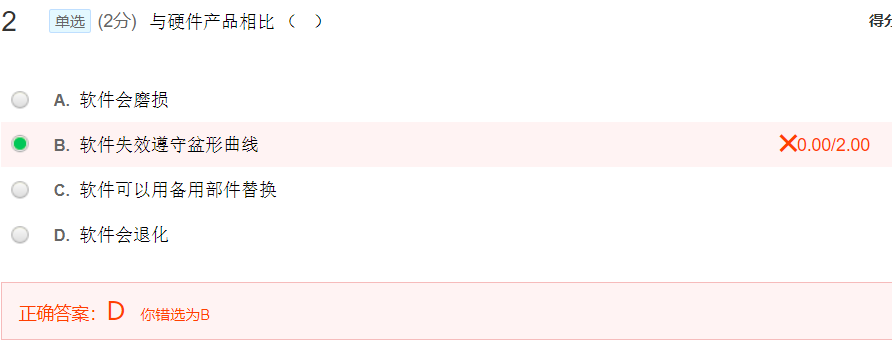 2 单选 (2分) 与硬件产品相比（ ） 得分
A. 软件会磨损
B. 软件失效遵守盆形曲线 ✕0.00/2.00
C. 软件可以用备用部件替换
D. 软件会退化
正确答案：D 你错选为B